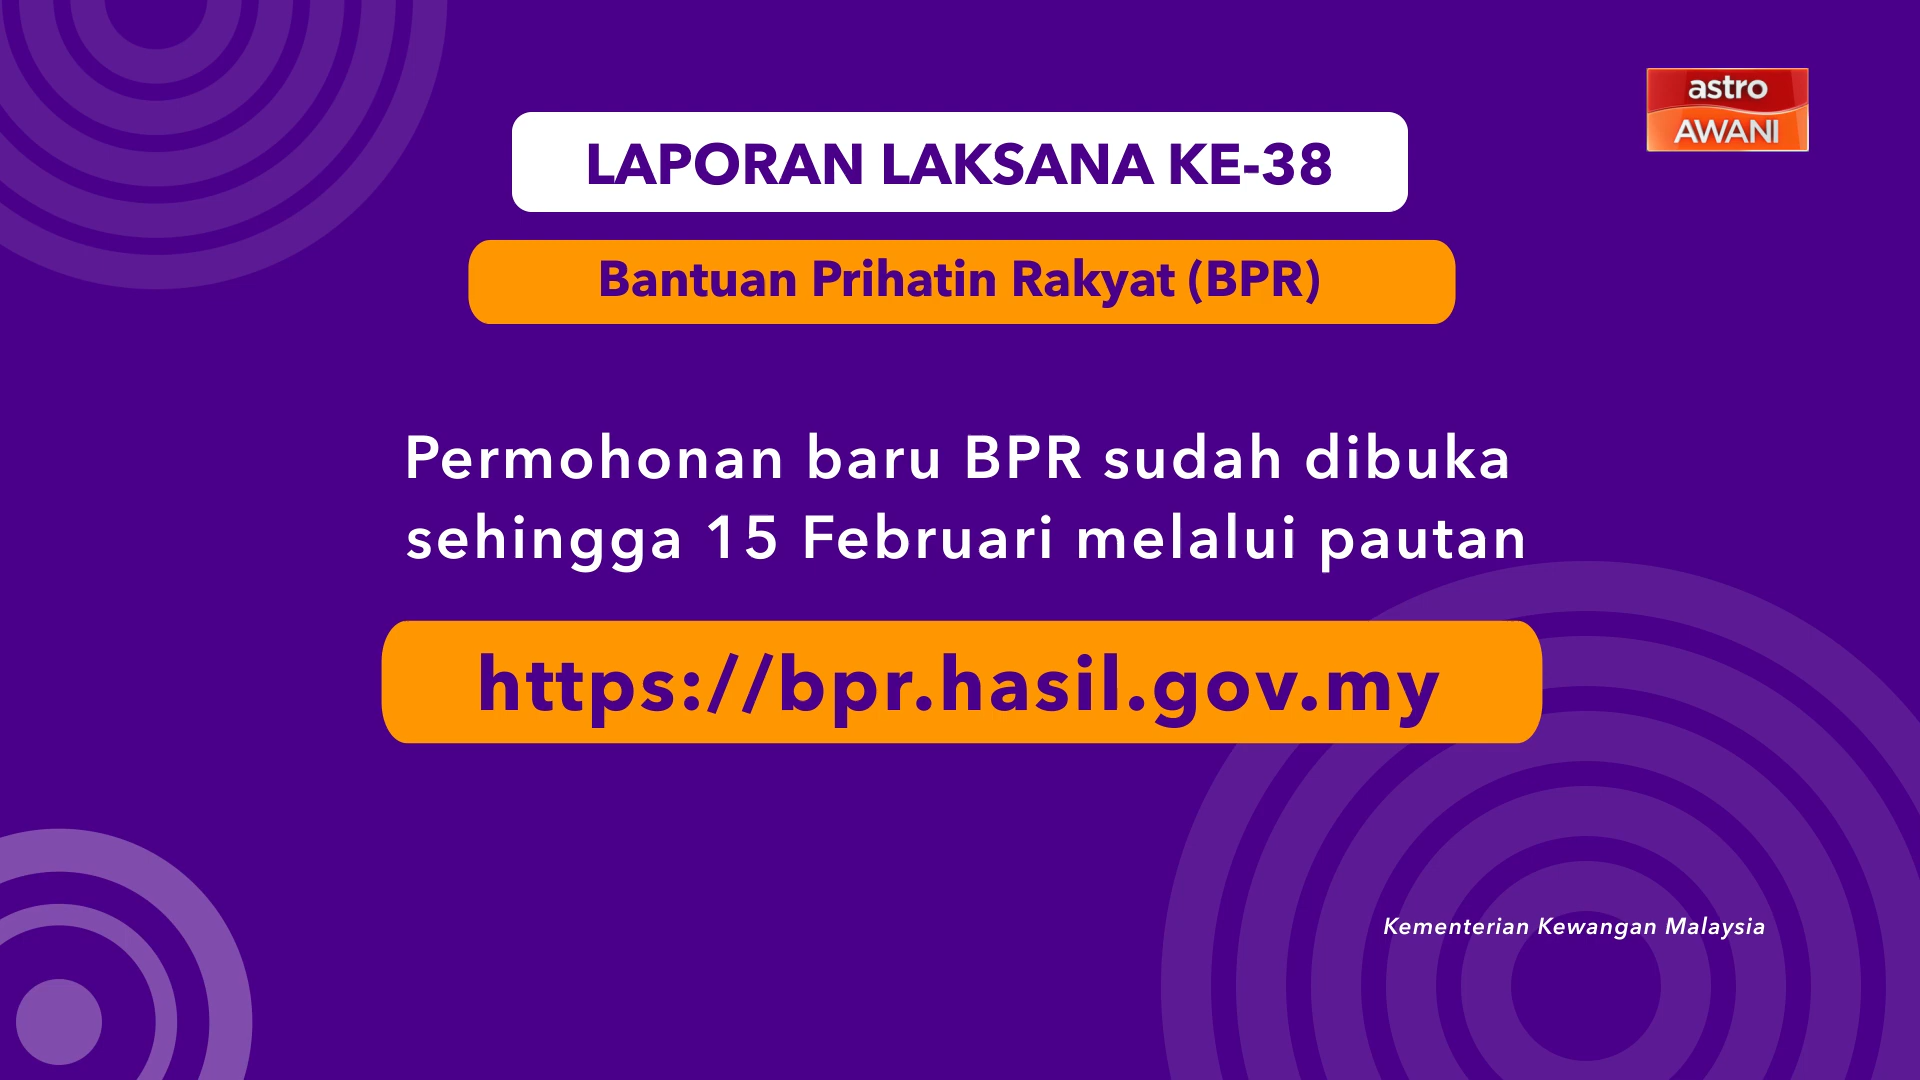 astro
AWANI
LAPORAN LAKSANA KE-38
Bantuan Prihatin Rakyat (BPR)
Permohonan baru BPR sudah dibuka
sehingga 15 Februari melalui pautan
https://bpr.hasil.gov.my
Kementerian Kewangan Malaysia